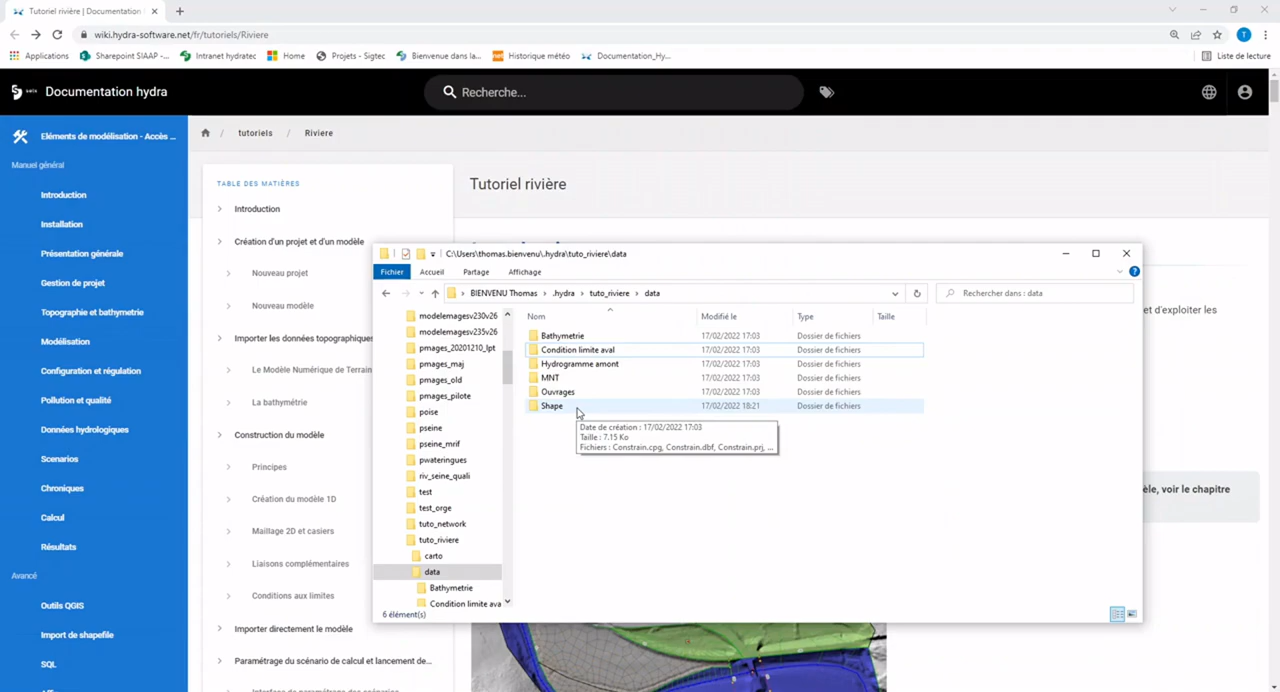 Tutoriel rivière | Documentation
wiki.hydra-software.net/fr/tutoriels/Riviere
T
Applications
Sharepoint SIAAP -...
Intranet hydratec
Home
Projets - Sigtec
Bienvenue dans la...
Historique météo
Documentation_Hy...
Liste de lecture
Documentation hydra
Recherche...
Eléments de modélisation - Accès ...
Manuel général
Introduction
Installation
Présentation générale
Gestion de projet
Topographie et bathymetrie
Modélisation
Configuration et régulation
Pollution et qualité
Données hydrologiques
Scenarios
Chroniques
Calcul
Résultats
Avancé
Outils QGIS
Import de shapefile
SQL
/ tutoriels / Riviere
TABLE DES MATIÈRES
Introduction
Création d'un projet et d'un modèle
Nouveau projet
Nouveau modèle
Importer les données topographiques
Le Modèle Numérique de Terrain
La bathymétrie
Construction du modèle
Principes
Création du modèle 1D
Maillage 2D et casiers
Liaisons complémentaires
Conditions aux limites
Importer directement le modèle
Paramétrage du scénario de calcul et lancement de...
Tutoriel rivière
et d'exploiter les
èle, voir le chapitre
C:\Users\thomas.bienvenu\.hydra\tuto_riviere\data
Fichier
Accueil
Partage
Affichage
BIENVENU Thomas > .hydra > tuto_riviere > data
Rechercher dans : data
modelemagesv230v26
modelemagesv235v26
pmages_20201210_lpt
pmages_maj
pmages_old
pmages_pilote
poise
pseine
pseine_mrif
pwateringues
riv_seine_quali
test
test_orge
tuto_network
tuto_riviere
carto
data
Bathymetrie
Condition limite ava
Nom
Modifié le
Type
Taille
Bathymetrie 17/02/2022 17:03 Dossier de fichiers
Condition limite aval 17/02/2022 17:03 Dossier de fichiers
Hydrogramme amont 17/02/2022 17:03 Dossier de fichiers
MNT 17/02/2022 17:03 Dossier de fichiers
Ouvrages 17/02/2022 17:03 Dossier de fichiers
Shape 17/02/2022 18:21 Dossier de fichiers
Date de création : 17/02/2022 17:03
Taille : 7.15 Ko
Fichiers : Constrain.cpg, Constrain.dbf, Constrain.prj, ...
6 élément(s)